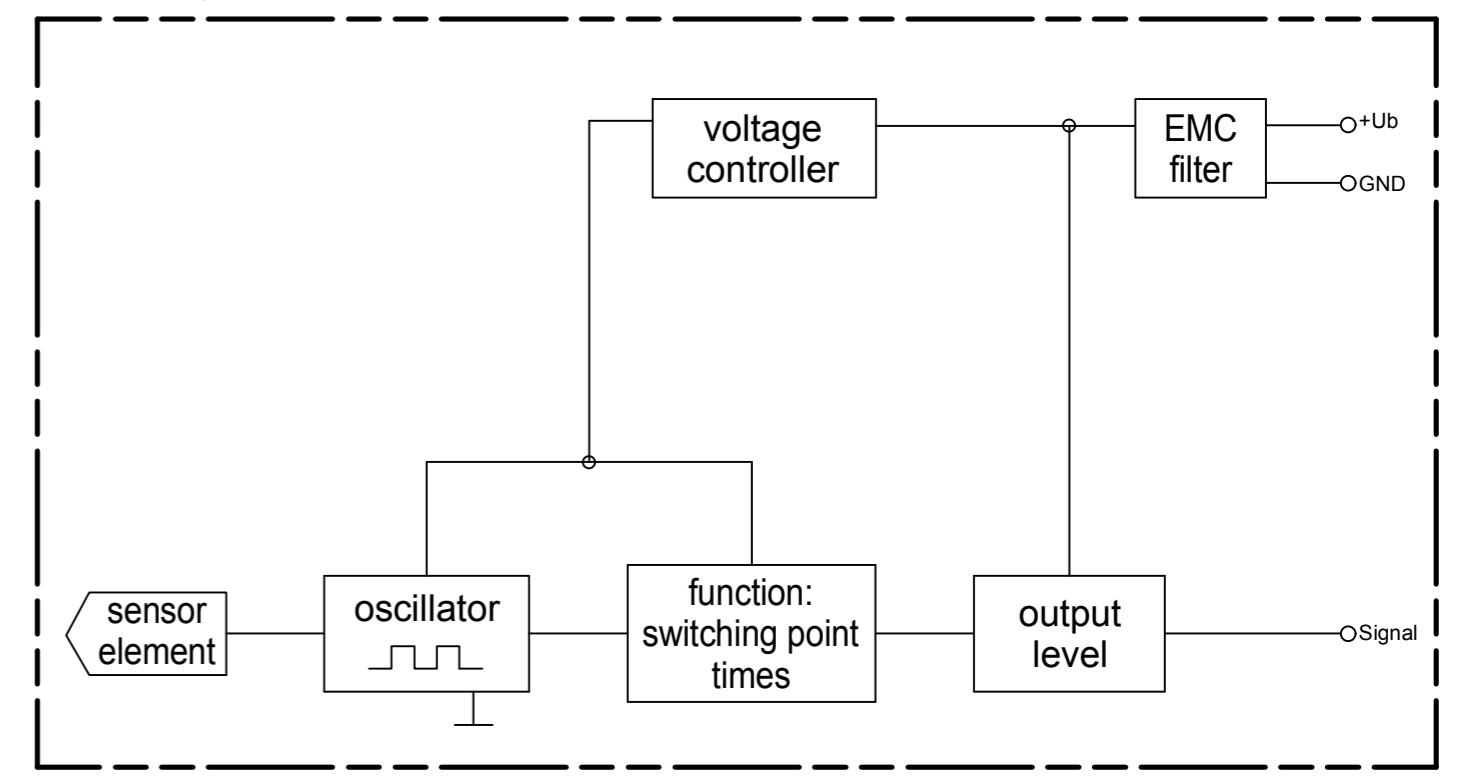 voltage
controller
EMC
filter
+Ub
GND
sensor
element
oscillator
function:
switching point
times
output
level
Signal